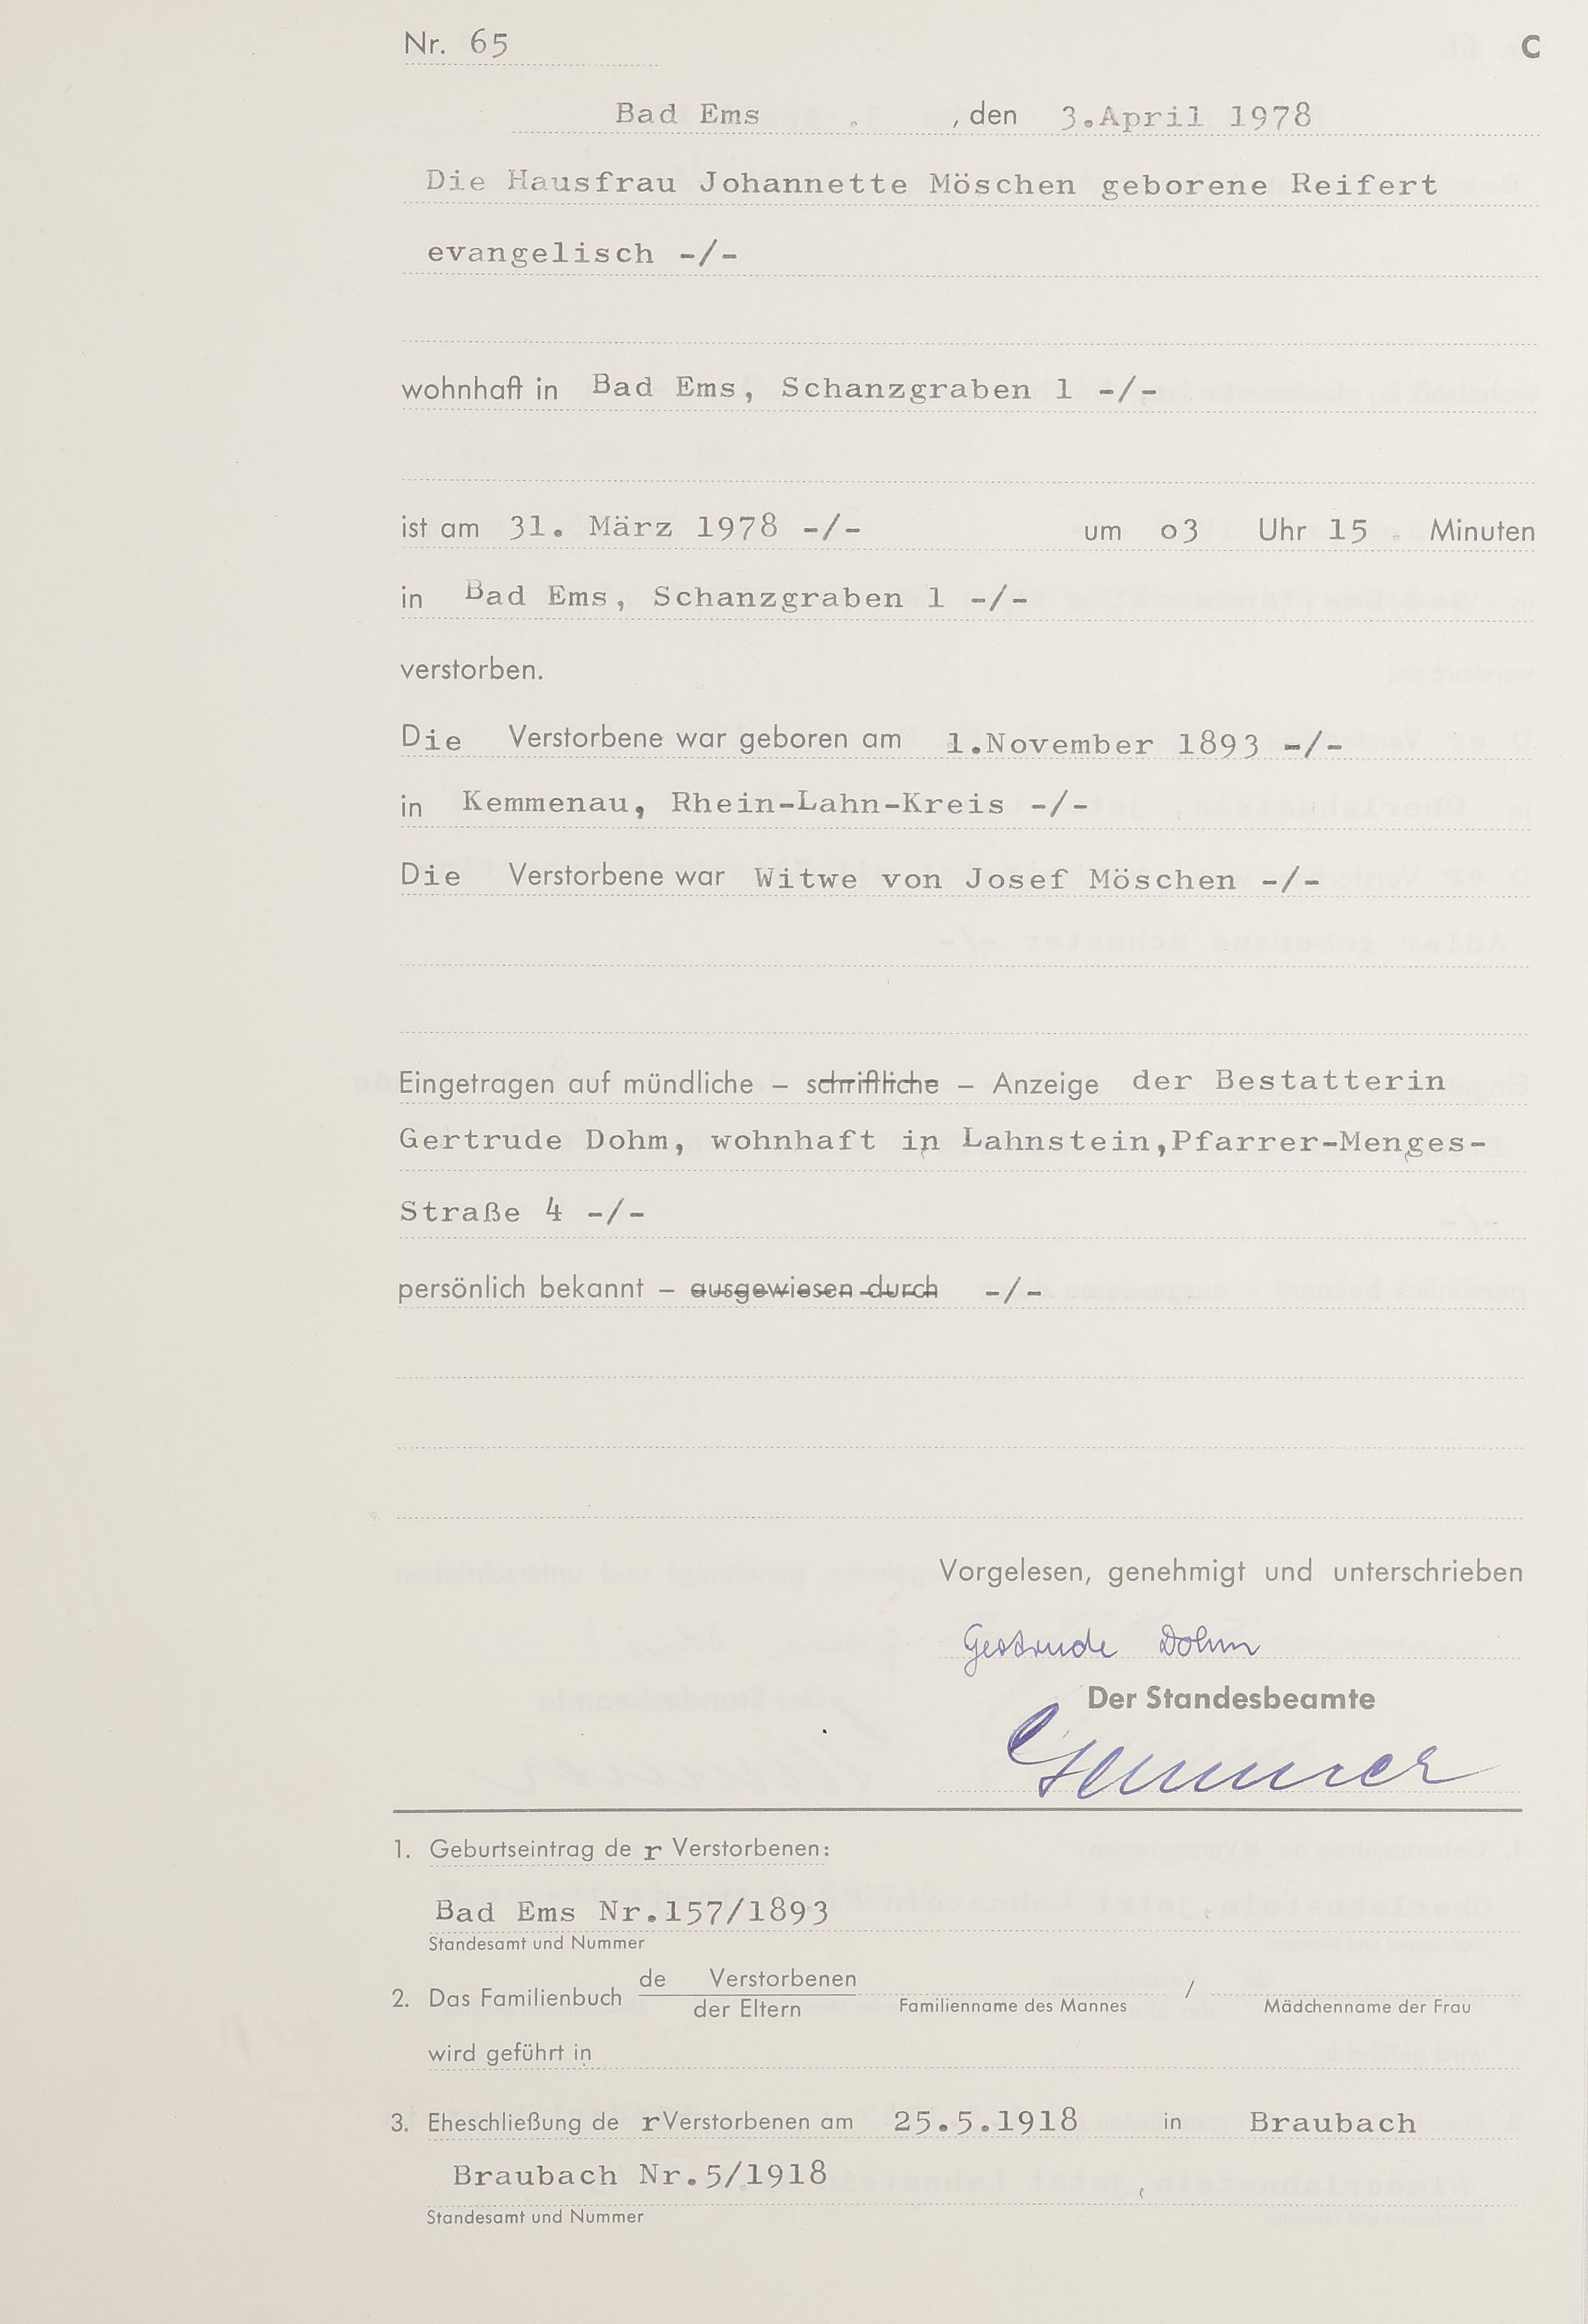 Nr. 65
C
Bad Ems , den 3.April 1978
Die Hausfrau Johannette Möschen geborene Reifert
evangelisch -/-
wohnhaft in Bad Ems, Schanzgraben 1 -/-
ist am 31. März 1978 -/- um o3 Uhr 15 Minuten
in Bad Ems, Schanzgraben 1 -/-
verstorben.
Die Verstorbene war geboren am 1.November 1893 -/-
in Kemmenau, Rhein-Lahn-Kreis -/-
Die Verstorbene war Witwe von Josef Möschen -/-
Eingetragen auf mündliche – schriftliche – Anzeige der Bestatterin
Gertrude Dohm, wohnhaft in Lahnstein,Pfarrer-Menges-
Straße 4 -/-
persönlich bekannt – ausgewiesen durch -/-
Vorgelesen, genehmigt und unterschrieben
Gertrude Dohm
Der Standesbeamte
1. Geburtseintrag de r Verstorbenen:
Bad Ems Nr.157/1893
Standesamt und Nummer
2. Das Familienbuch de Verstorbenen / der Eltern Familienname des Mannes / Mädchenname der Frau
wird geführt in
3. Eheschließung de r Verstorbenen am 25.5.1918 in Braubach
Braubach Nr.5/1918
Standesamt und Nummer